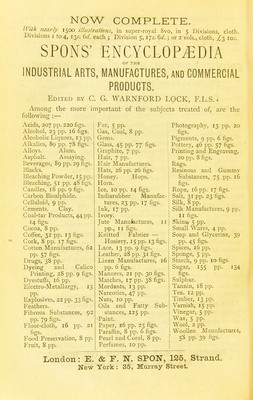 NOW COMPLETE.
With nearly 1500 illustrations, in super-royal 8vo, in 5 Divisions, cloth.
Divisions 1 to 4, 13s. 6d. each; Division 5, 17s. 6d.; or 2 vols., cloth, £3 10s.
SPONS' ENCYCLOPÆDIA
OF THE
INDUSTRIAL ARTS, MANUFACTURES, AND COMMERCIAL
PRODUCTS.
EDITED BY C. G. WARNFORD LOCK, F.L.S.
Among the more important of the subjects treated of, are the
following :—
Acids, 207 pp. 220 figs.
Alcohol, 23 pp. 16 figs.
Alcoholic Liquors, 13 pp.
Alkalies, 89 pp. 78 figs.
Alloys. Alum.
Asphalt. Assaying.
Beverages, 89 pp. 29 figs.
Blacks.
Bleaching Powder, 15 pp.
Bleaching, 51 pp. 48 figs.
Candles, 18 pp. 9 figs.
Carbon Bisulphide.
Celluloid, 9 pp.
Cements. Clay.
Coal-tar Products, 44 pp.
14 figs.
Cocoa, 8 pp.
Coffee, 32 pp. 13 figs.
Cork, 8 pp. 17 figs.
Cotton Manufactures, 62
pp. 57 figs.
Drugs, 38 pp.
Dyeing and Calico
Printing, 28 pp. 9 figs.
Dyestuffs, 16 pp.
Electro-Metallurgy, 13
pp.
Explosives, 22 pp. 33 figs.
Feathers.
Fibrous Substances, 92
pp. 79 figs.
Floor-cloth, 16 pp. 21
figs.
Food Preservation, 8 pp.
Fruit, 8 pp.
Fur, 5 pp.
Gas, Coal, 8 pp.
Gems.
Glass, 45 pp. 77 figs.
Graphite, 7 pp.
Hair, 7 pp.
Hair Manufactures.
Hats, 26 pp. 26 figs.
Honey. Hops.
Horn.
Ice, 10 pp. 14 figs.
Indiarubber Manufac-
tures, 23 pp. 17 figs.
Ink, 17 pp.
Ivory.
Jute Manufactures, 11
pp., 11 figs.
Knitted Fabrics —
Hosiery, 15 pp. 13 figs.
Lace, 13 pp. 9 figs.
Leather, 28 pp. 31 figs.
Linen Manufactures, 16
pp. 6 figs.
Manures, 21 pp. 30 figs.
Matches, 17 pp. 38 figs.
Mordants, 13 pp.
Narcotics, 47 pp.
Nuts, 10 pp.
Oils and Fatty Sub-
stances, 125 pp.
Paint.
Paper, 26 pp. 23 figs.
Paraffin, 8 pp. 6 figs.
Pearl and Coral, 8 pp.
Perfumes, 10 pp.
Photography, 13 pp. 20
figs.
Pigments, 9 pp. 6 figs.
Pottery, 46 pp. 57 figs.
Printing and Engraving,
20 pp. 8 figs.
Rags.
Resinous and Gummy
Substances, 75 pp. 16
figs.
Rope, 16 pp. 17 figs.
Salt, 31 pp. 23 figs.
Silk, 8 pp.
Silk Manufactures, 9 pp.
11 figs.
Skins, 5 pp.
Small Wares, 4 pp.
Soap and Glycerine, 39
pp. 45 figs.
Spices, 16 pp.
Sponge, 5 pp.
Starch, 9 pp. 10 figs.
Sugar, 155 pp. 134
figs.
Sulphur.
Tannin, 18 pp.
Tea, 12 pp.
Timber, 13 pp.
Varnish, 15 pp.
Vinegar, 5 pp.
Wax, 5 pp.
Wool, 2 pp.
Woollen Manufactures,
58 pp. 39 figs.
London: E. & F. N. SPON, 125, Strand.
New York: 35, Murray Street.